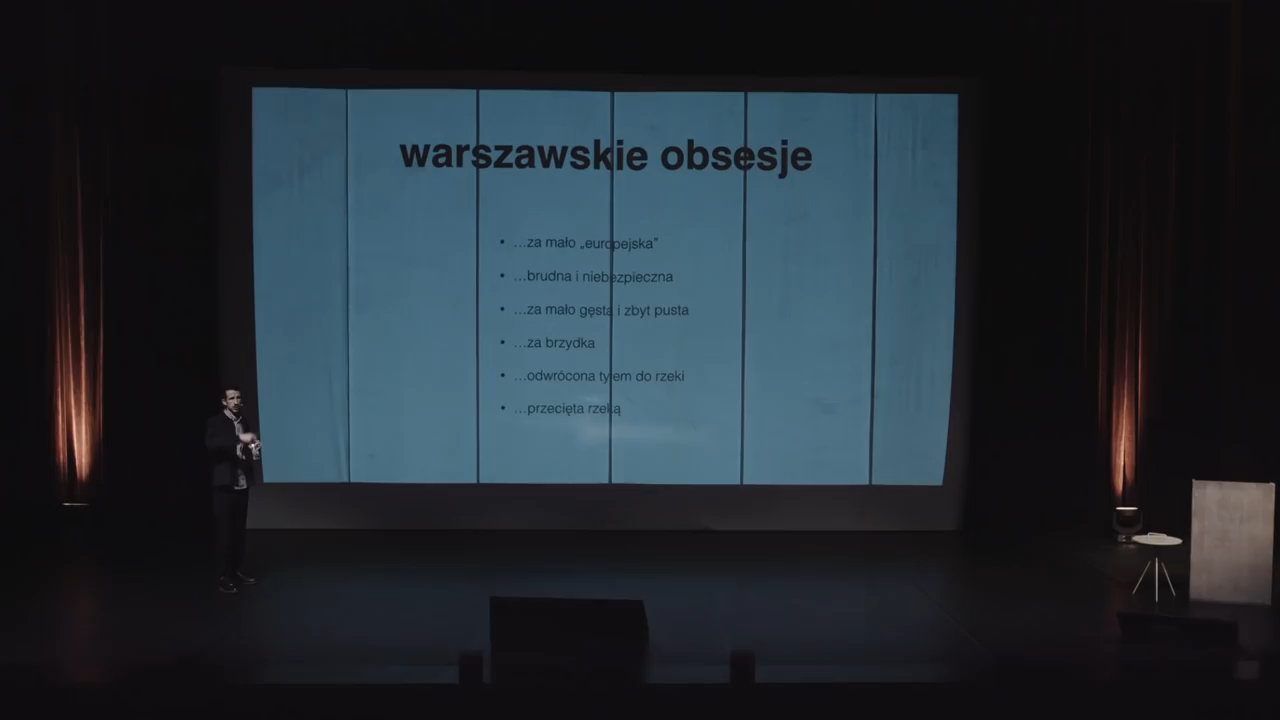 warszawskie obsesje
• …za mało „europejska”
• …brudna i niebezpieczna
• …za mało gęsta i zbyt pusta
• …za brzydka
• …odwrócona tyłem do rzeki
• …przecięta rzeką